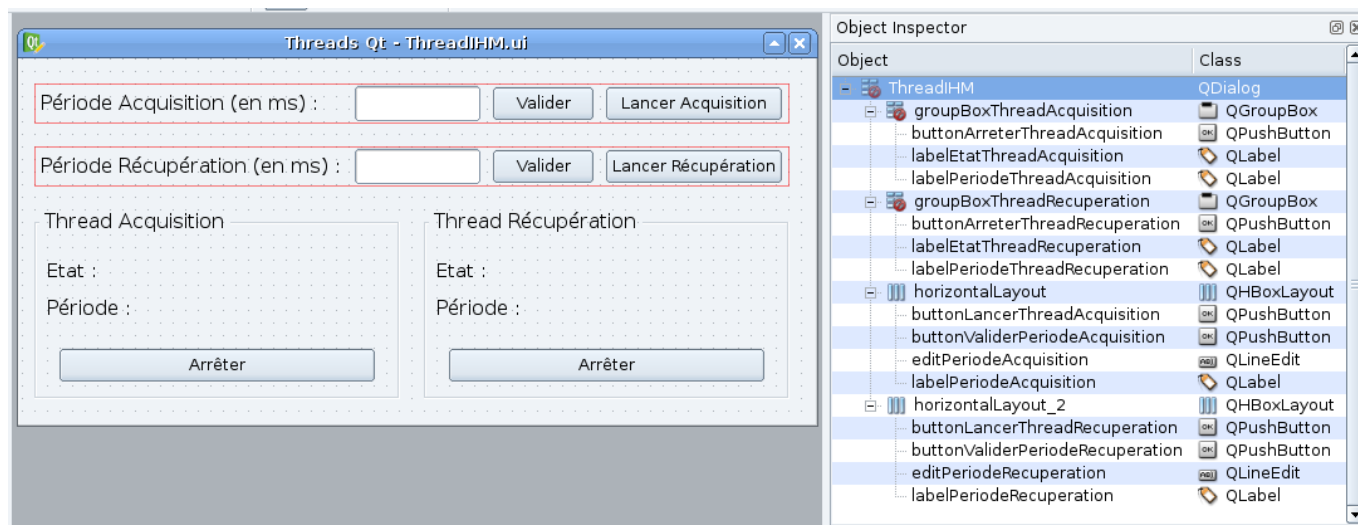 Threads Qt - ThreadIHM.ui
Période Acquisition (en ms) :
Valider
Lancer Acquisition
Période Récupération (en ms) :
Valider
Lancer Récupération
Thread Acquisition
Etat :
Période :
Arrêter
Thread Récupération
Etat :
Période :
Arrêter
Object Inspector
Object Class
ThreadIHM QDialog
groupBoxThreadAcquisition QGroupBox
buttonArreterThreadAcquisition QPushButton
labelEtatThreadAcquisition QLabel
labelPeriodeThreadAcquisition QLabel
groupBoxThreadRecuperation QGroupBox
buttonArreterThreadRecuperation QPushButton
labelEtatThreadRecuperation QLabel
labelPeriodeThreadRecuperation QLabel
horizontalLayout QHBoxLayout
buttonLancerThreadAcquisition QPushButton
buttonValiderPeriodeAcquisition QPushButton
editPeriodeAcquisition QLineEdit
labelPeriodeAcquisition QLabel
horizontalLayout_2 QHBoxLayout
buttonLancerThreadRecuperation QPushButton
buttonValiderPeriodeRecuperation QPushButton
editPeriodeRecuperation QLineEdit
labelPeriodeRecuperation QLabel